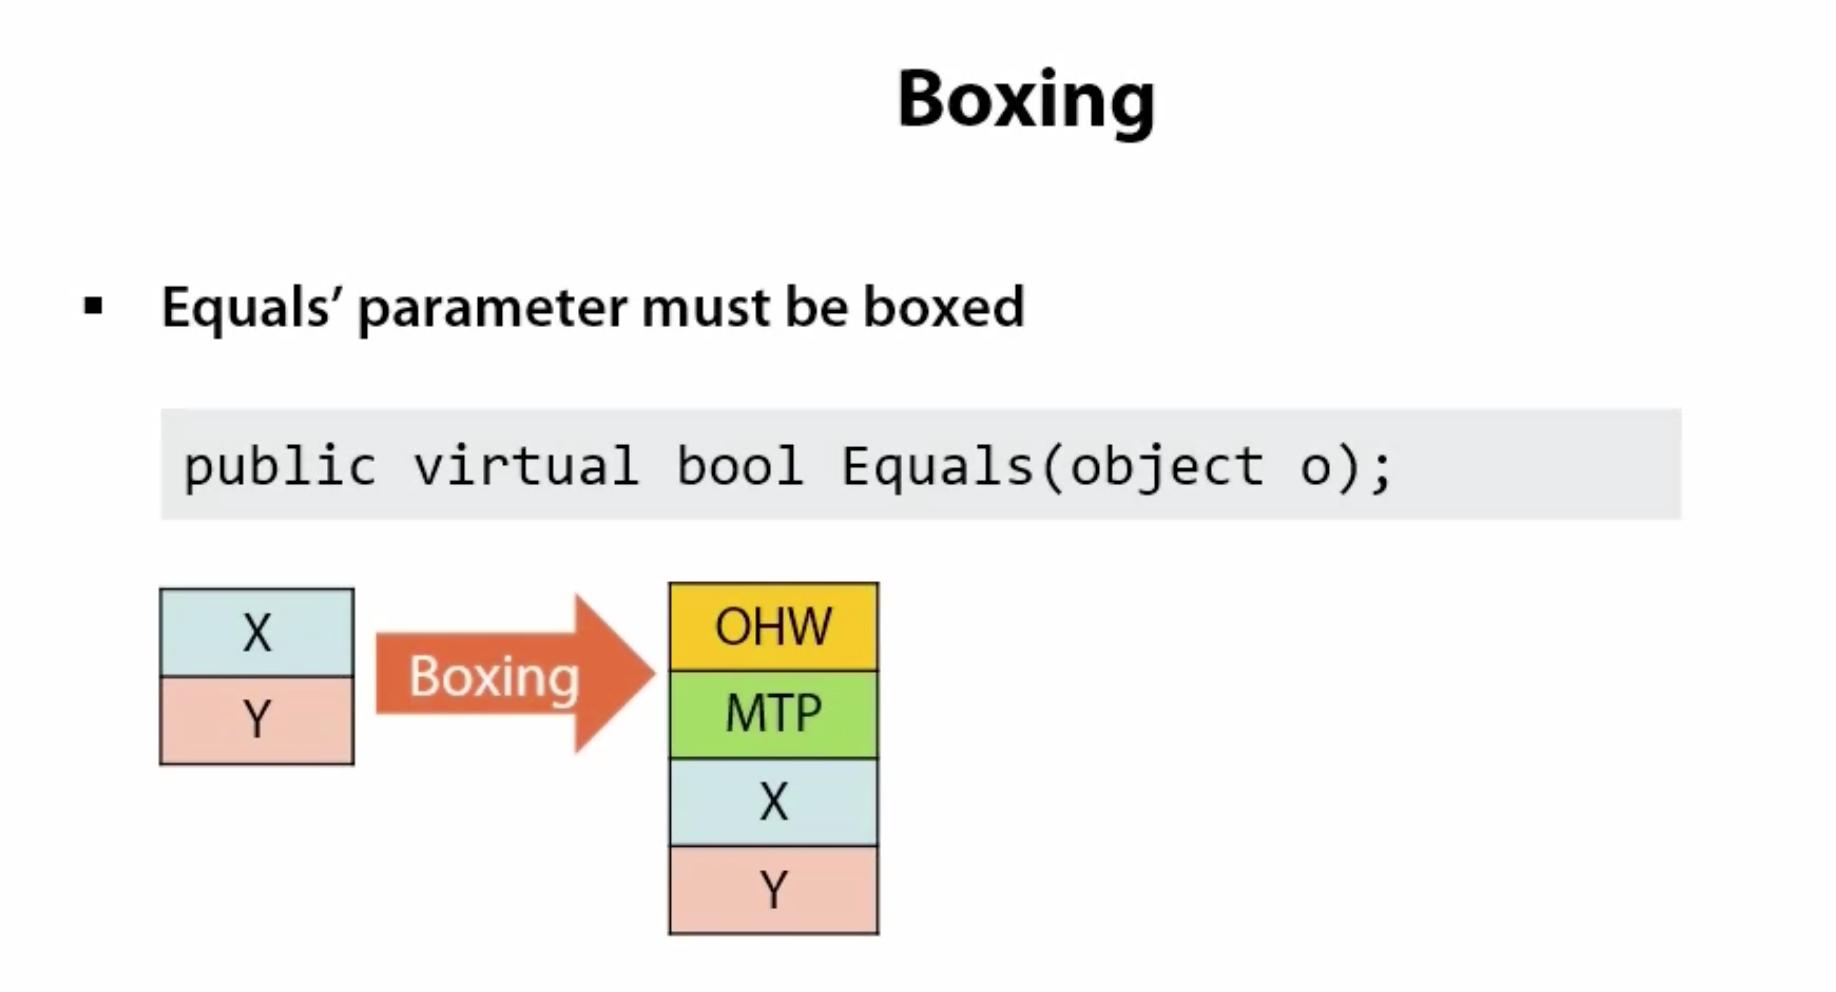 Boxing
▪ Equals’ parameter must be boxed
public virtual bool Equals(object o);
X
Y
Boxing
OHW
MTP
X
Y